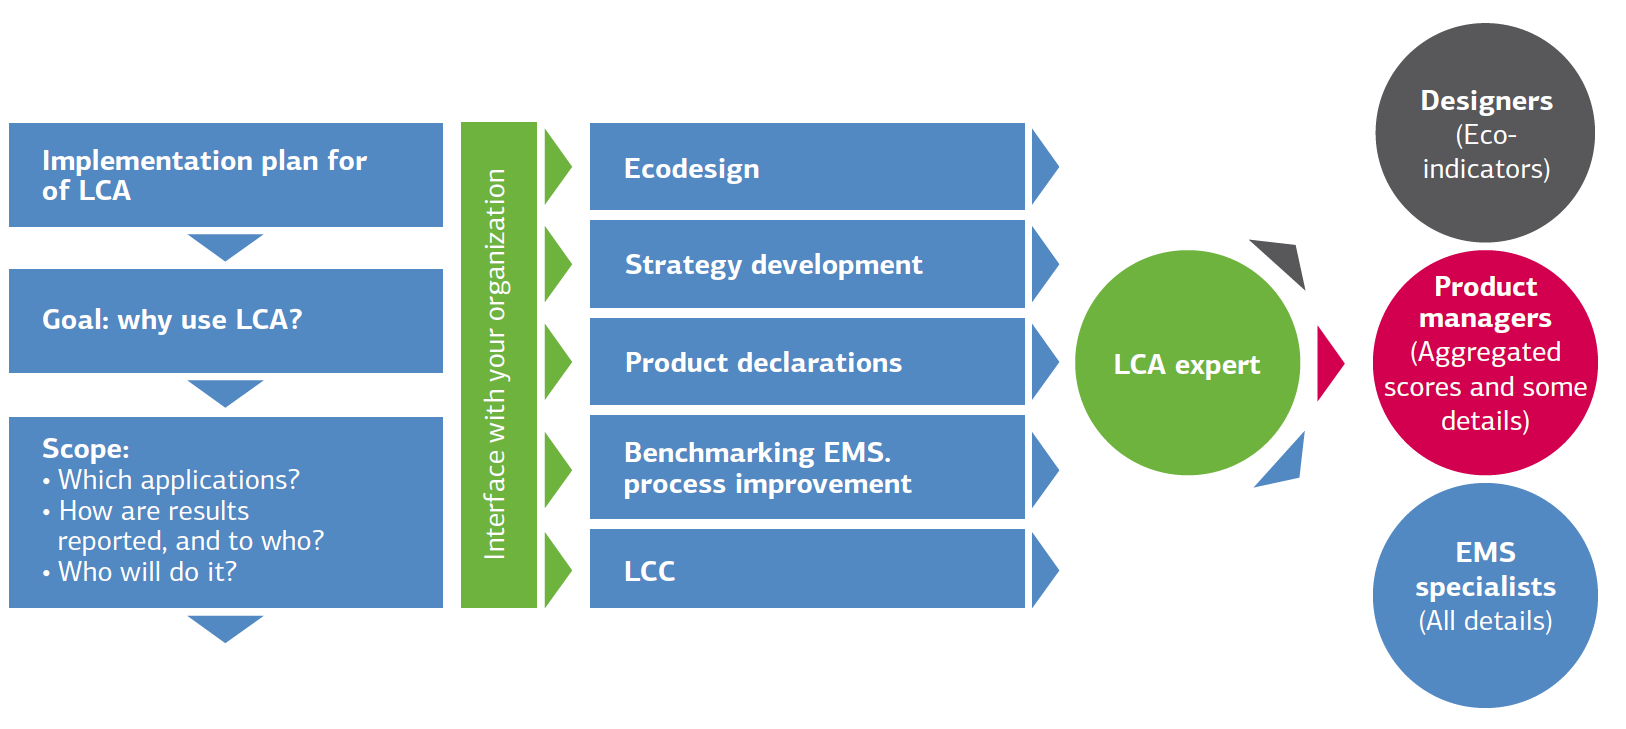 Implementation plan for
of LCA
Goal: why use LCA?
Scope:
• Which applications?
• How are results
reported, and to who?
• Who will do it?
Interface with your organization
Ecodesign
Strategy development
Product declarations
Benchmarking EMS.
process improvement
LCC
LCA expert
Designers
(Eco-
indicators)
Product
managers
(Aggregated
scores and some
details)
EMS
specialists
(All details)